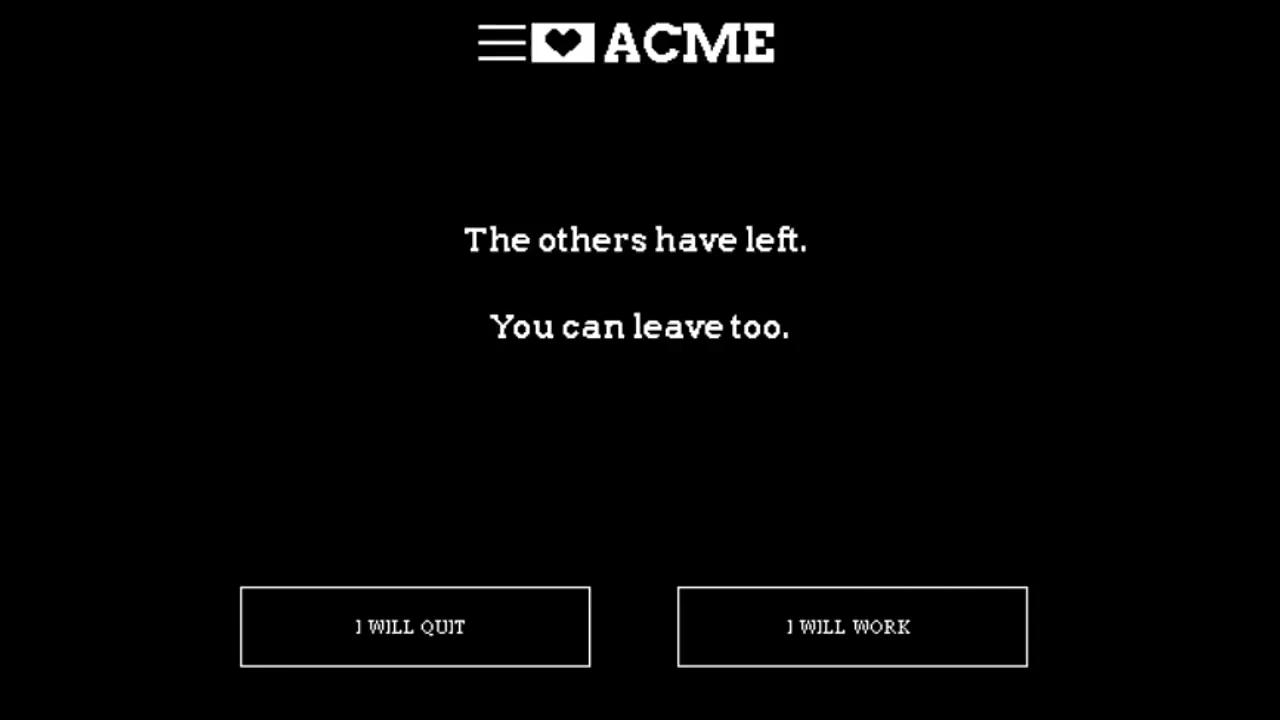 ACME
The others have left.
You can leave too.
I WILL QUIT
I WILL WORK